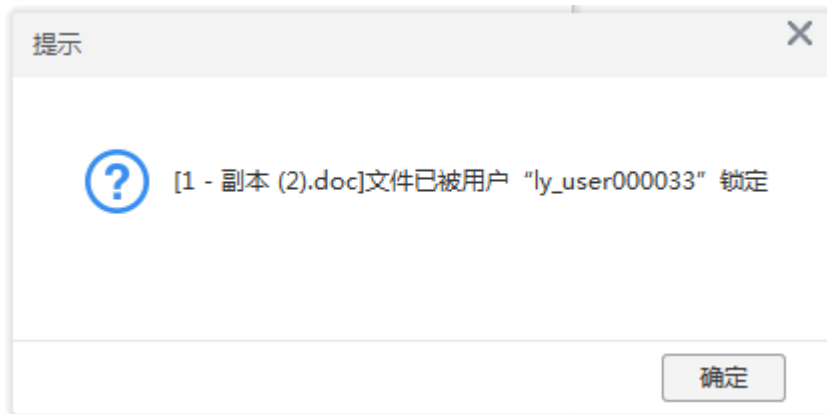 提示
[1 - 副本 (2).doc]文件已被用户“ly_user000033”锁定
确定